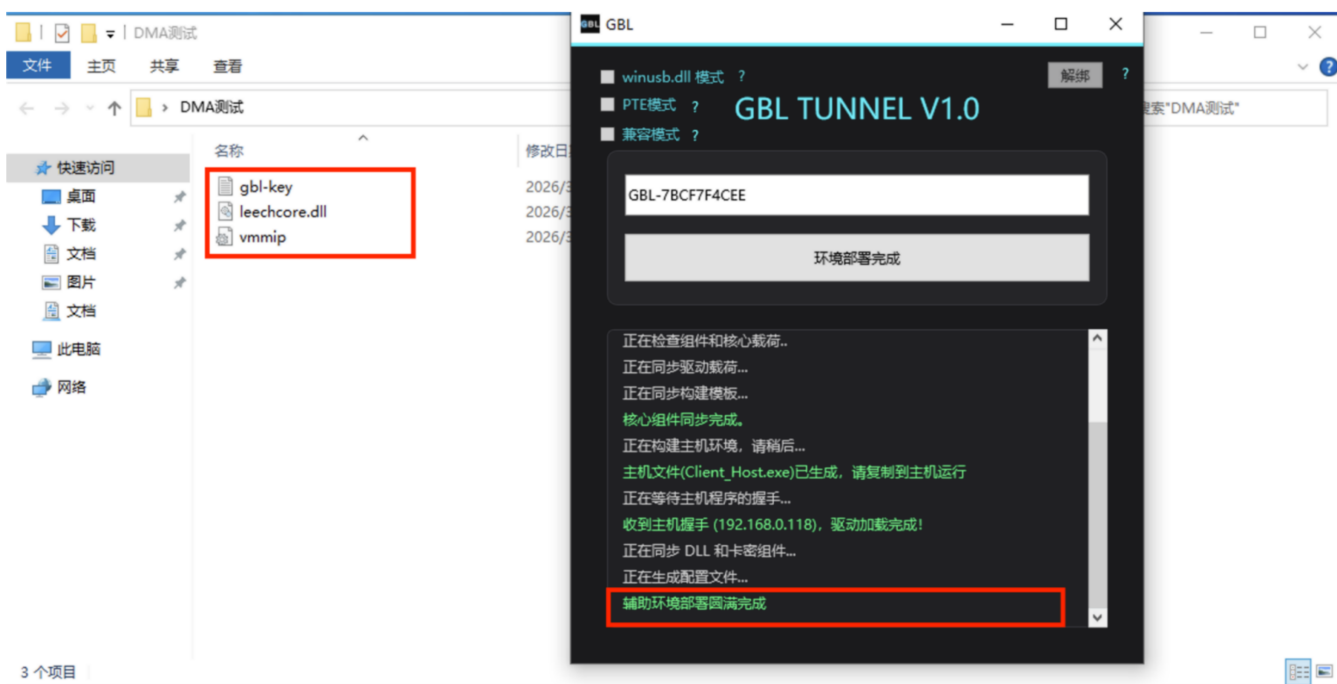 DMA测试
文件 主页 共享 查看
DMA测试
搜索"DMA测试"
快速访问
桌面
下载
文档
图片
文档
此电脑
网络
名称
修改日
gbl-key 2026/3
leechcore.dll 2026/3
vmmip 2026/3
3 个项目
GBL GBL
winusb.dll 模式 ?
解绑 ?
PTE模式 ?
GBL TUNNEL V1.0
兼容模式 ?
GBL-7BCF7F4CEE
环境部署完成
正在检查组件和核心载荷..
正在同步驱动载荷...
正在同步构建模板...
核心组件同步完成。
正在构建主机环境，请稍后...
主机文件(Client_Host.exe)已生成，请复制到主机运行
正在等待主机程序的握手...
收到主机握手 (192.168.0.118)，驱动加载完成!
正在同步 DLL 和卡密组件...
正在生成配置文件...
辅助环境部署圆满完成